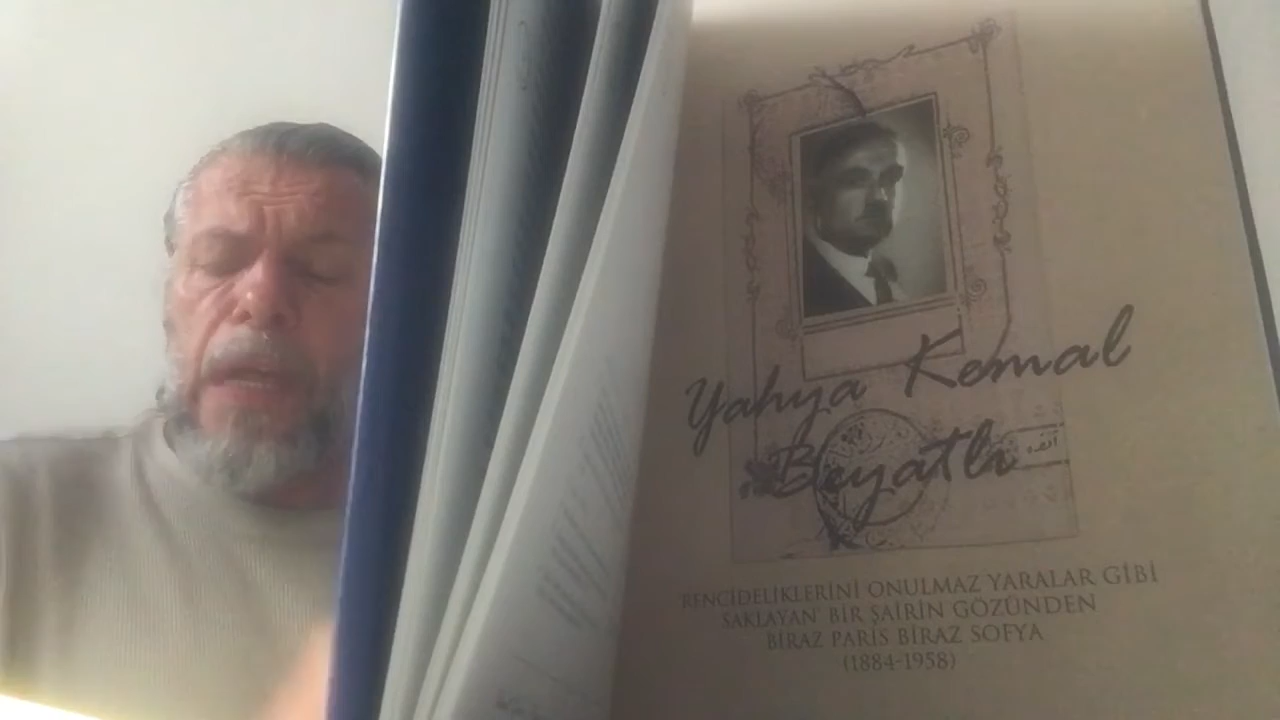 Yahya Kemal
Beyatlı
'RENCİDELİKLERİNİ ONULMAZ YARALAR GİBİ
SAKLAYAN' BİR ŞAİRİN GÖZÜNDEN
BİRAZ PARİS BİRAZ SOFYA
(1884-1958)